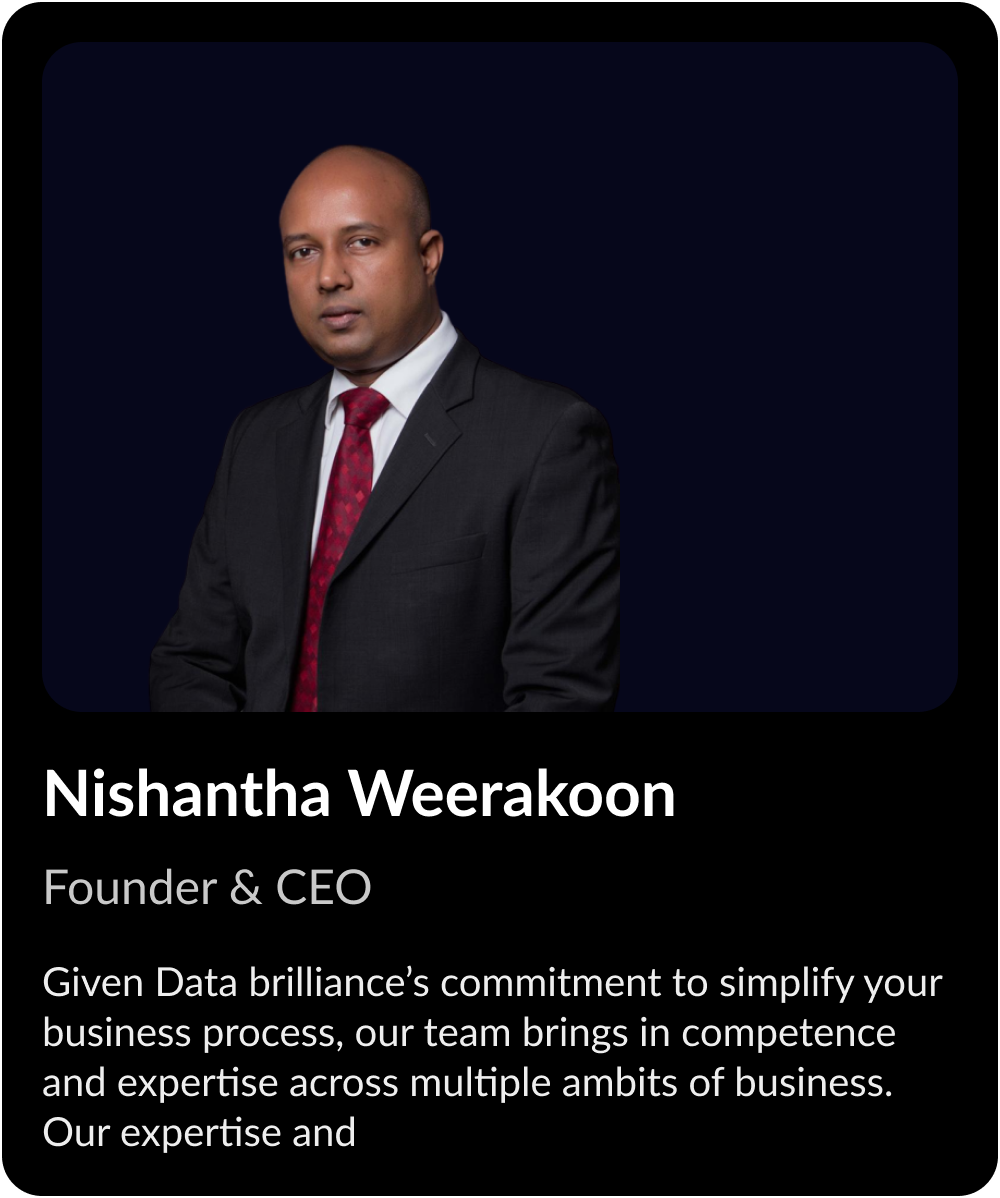 Nishantha Weerakoon
Founder & CEO
Given Data brilliance’s commitment to simplify your
business process, our team brings in competence
and expertise across multiple ambits of business.
Our expertise and